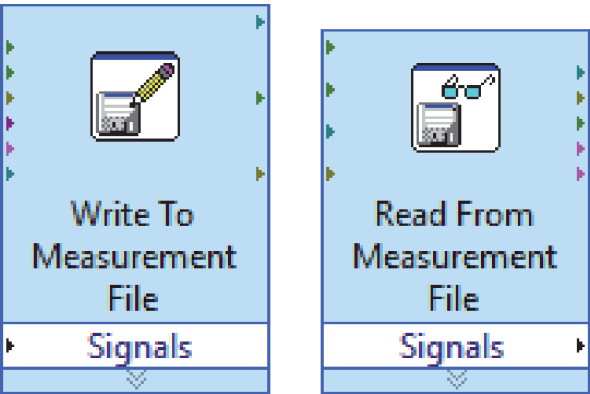 Write To
Measurement
File
Signals
Read From
Measurement
File
Signals